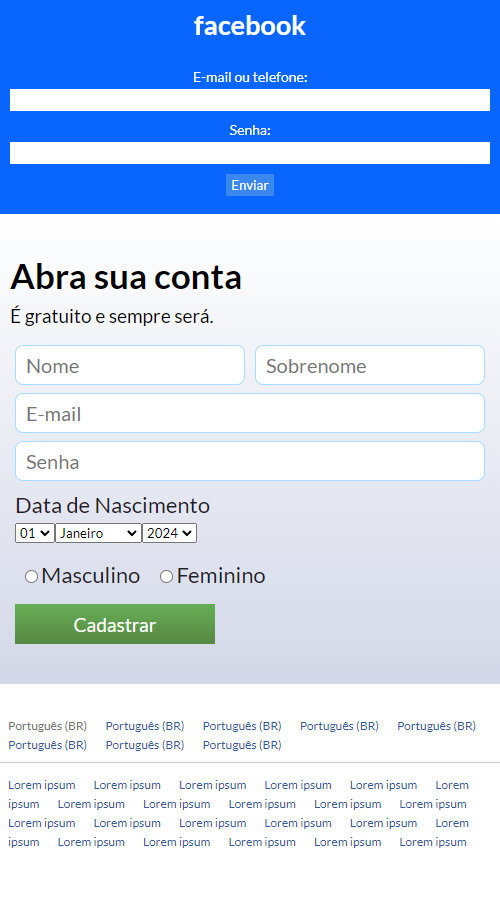 facebook
E-mail ou telefone:
Senha:
Enviar
Abra sua conta
É gratuito e sempre será.
Nome Sobrenome
E-mail
Senha
Data de Nascimento
01 Janeiro 2024
Masculino Feminino
Cadastrar
Português (BR) Português (BR) Português (BR) Português (BR) Português (BR)
Português (BR) Português (BR) Português (BR)
Lorem ipsum Lorem ipsum Lorem ipsum Lorem ipsum Lorem ipsum Lorem
ipsum Lorem ipsum Lorem ipsum Lorem ipsum Lorem ipsum Lorem ipsum
Lorem ipsum Lorem ipsum Lorem ipsum Lorem ipsum Lorem ipsum Lorem
ipsum Lorem ipsum Lorem ipsum Lorem ipsum Lorem ipsum Lorem ipsum